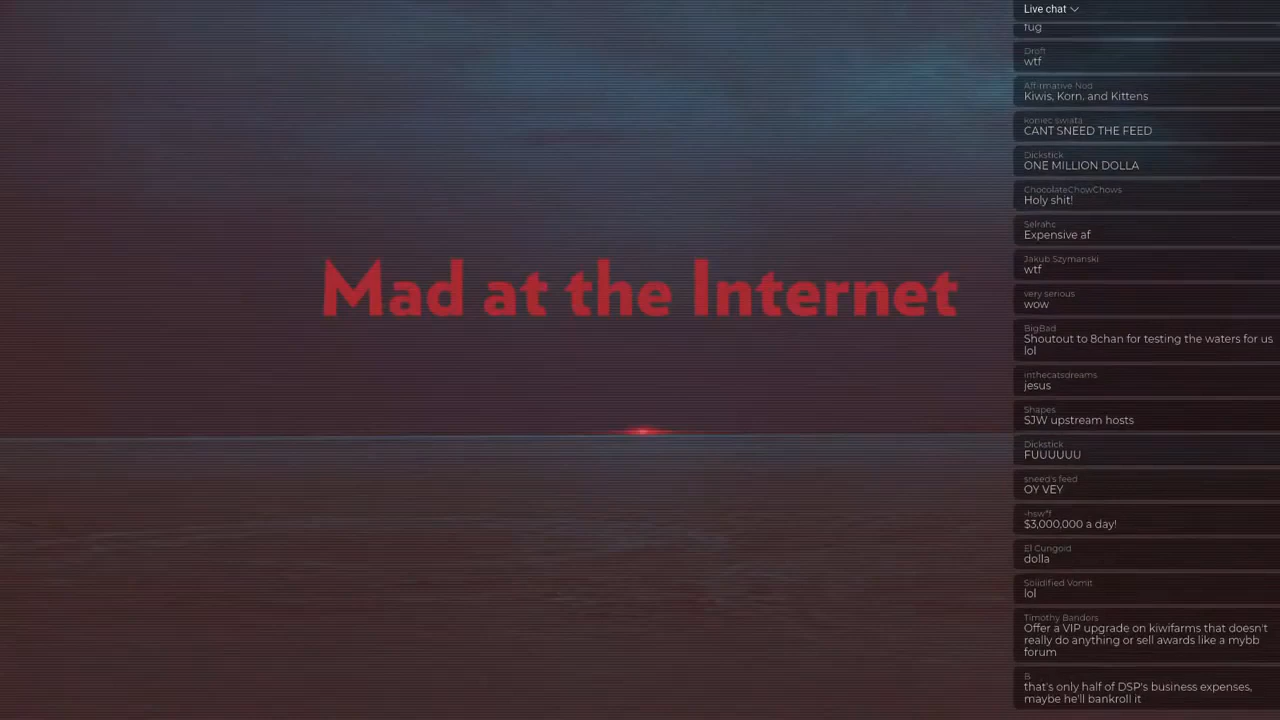 Mad at the Internet
Live chat
fug
Droft
wtf
Affirmative Nod
Kiwis, Korn, and Kittens
koniec swiata
CANT SNEED THE FEED
Dickstick
ONE MILLION DOLLA
ChocolateChowChows
Holy shit!
Selrahc
Expensive af
Jakub Szymanski
wtf
very serious
wow
BigBad
Shoutout to 8chan for testing the waters for us
lol
inthecatsdreams
jesus
Shapes
SJW upstream hosts
Dickstick
FUUUUUU
sneed's feed
OY VEY
-hsw*f
$3,000,000 a day!
El Cungoid
dolla
Solidified Vomit
lol
Timothy Bandors
Offer a VIP upgrade on kiwifarms that doesn't
really do anything or sell awards like a mybb
forum
B
that's only half of DSP's business expenses,
maybe he'll bankroll it